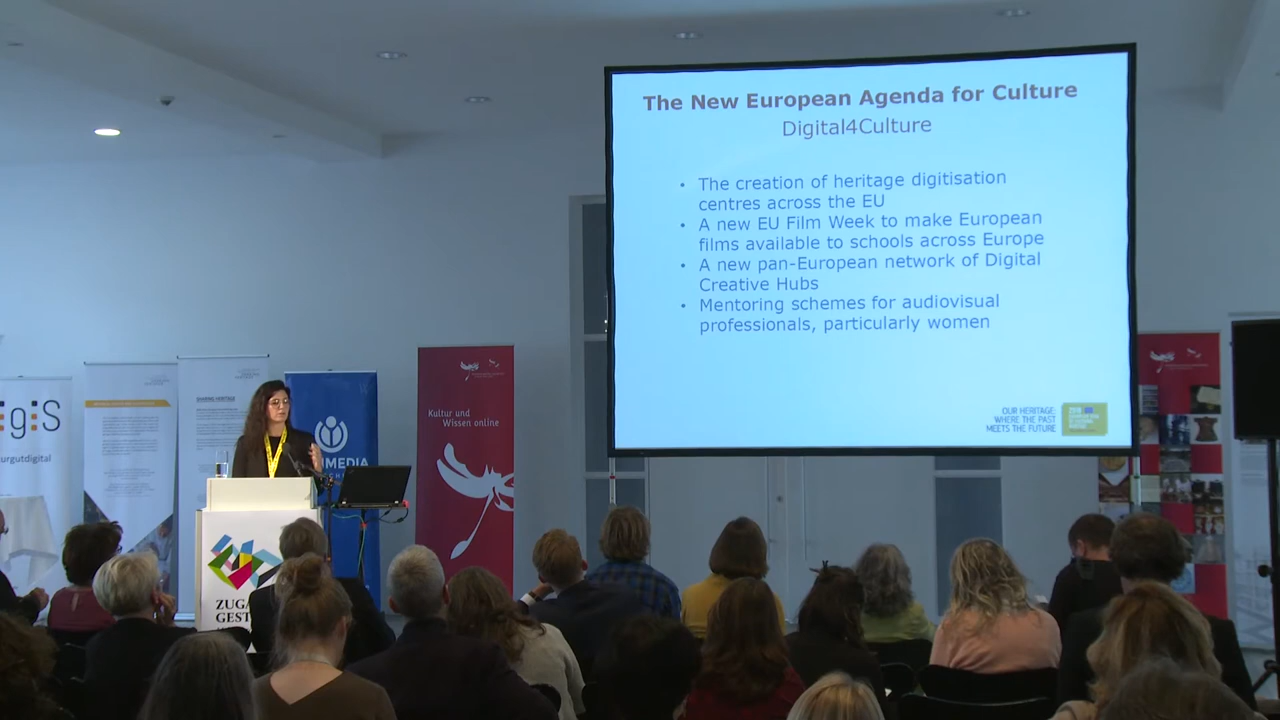 The New European Agenda for Culture
Digital4Culture
• The creation of heritage digitisation
centres across the EU
• A new EU Film Week to make European
films available to schools across Europe
• A new pan-European network of Digital
Creative Hubs
• Mentoring schemes for audiovisual
professionals, particularly women
OUR HERITAGE:
WHERE THE PAST
MEETS THE FUTURE
Kultur und
Wissen online
SHARING HERITAGE
urgutdigital
MEDIA
ZUGA
GEST